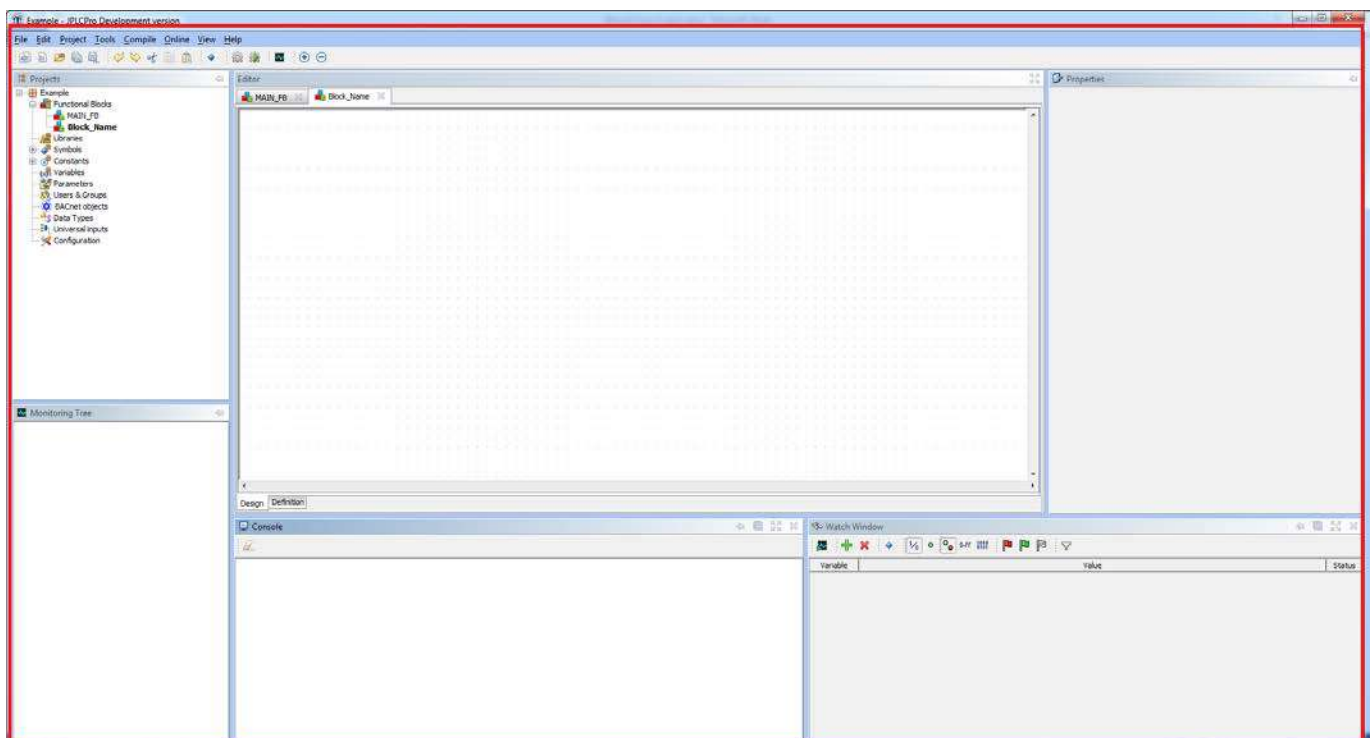 Example - JPLCPro Development version
File Edit Project Tools Compile Online View Help
Projects
Example
Functional Blocks
MAIN_FB
Block_Name
Libraries
Symbols
Constants
Variables
Parameters
Users & Groups
BACnet objects
Data Types
Universal Inputs
Configuration
Monitoring Tree
Editor
MAIN_FB Block_Name
Design Definition
Properties
Console
Watch Window
Variable Value Status